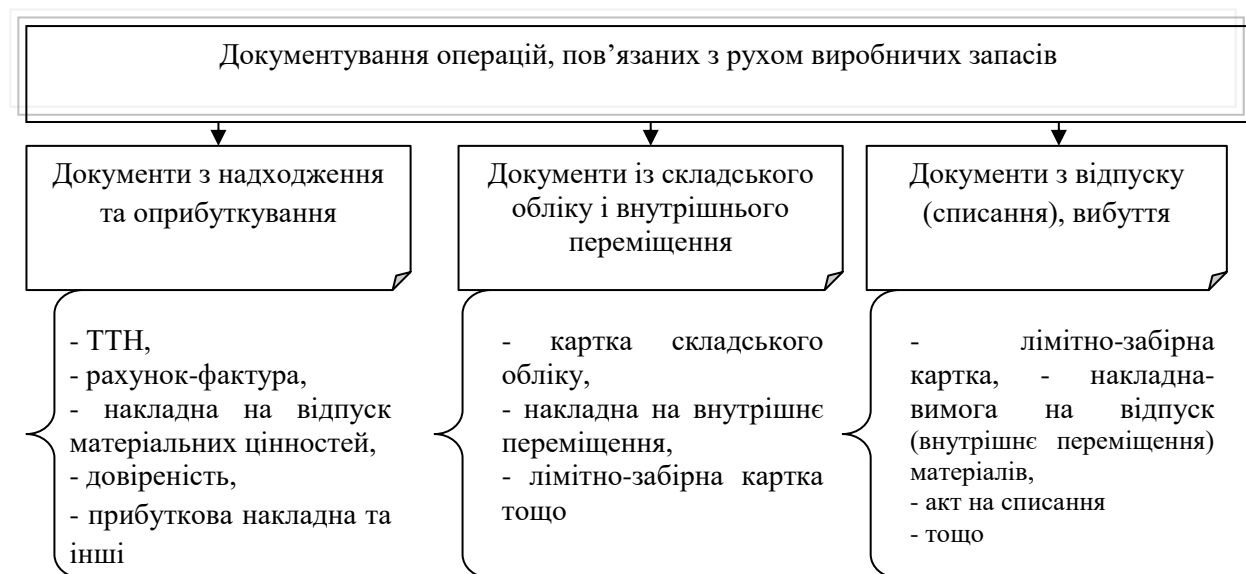 Документування операцій, пов’язаних з рухом виробничих запасів
Документи з надходження
та оприбуткування
Документи із складського
обліку і внутрішнього
переміщення
Документи з відпуску
(списання), вибуття
- ТТН,
- рахунок-фактура,
- накладна на відпуск
матеріальних цінностей,
- довіреність,
- прибуткова накладна та
інші
- картка складського
обліку,
- накладна на внутрішнє
переміщення,
- лімітно-забірна картка
тощо
- лімітно-забірна
картка, - накладна-
вимога на відпуск
(внутрішнє переміщення)
матеріалів,
- акт на списання
- тощо